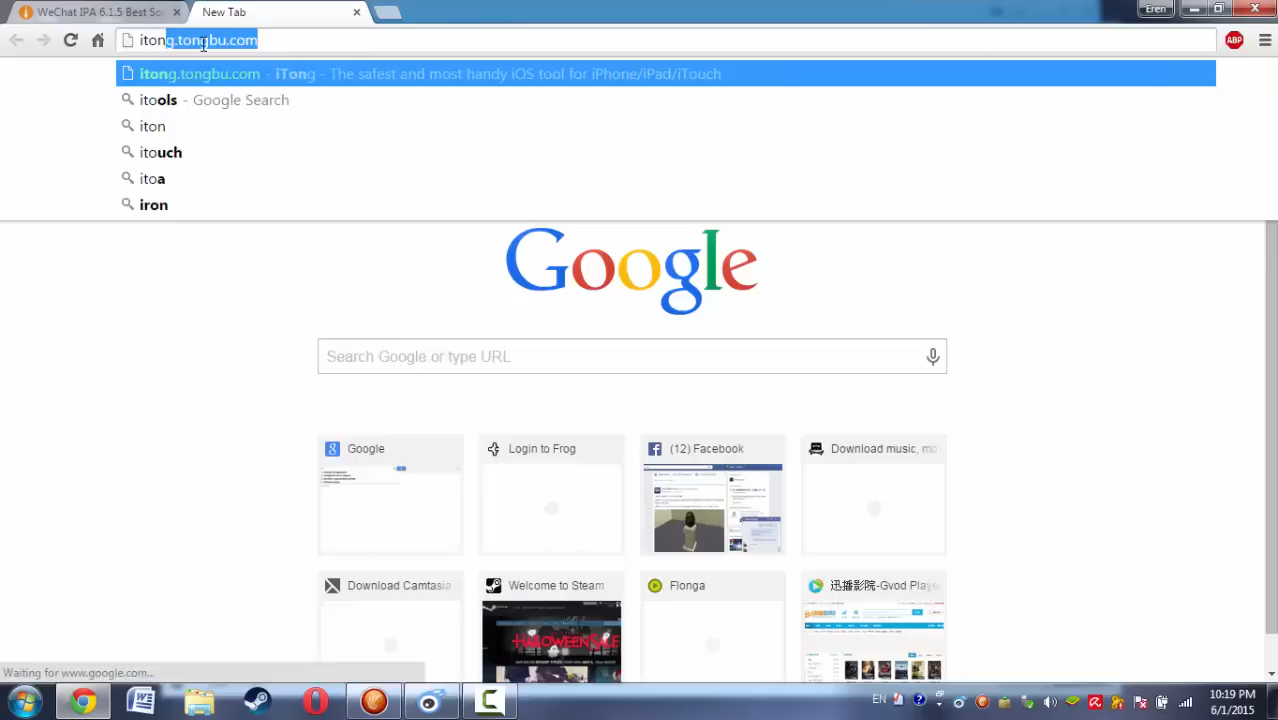 WeChat IPA 6.1.5 Best So
New Tab
Eren
itong.tongbu.com
ABP
itong.tongbu.com - iTong - The safest and most handy iOS tool for iPhone/iPad/iTouch
itools - Google Search
iton
itouch
itoa
iron
Google
Search Google or type URL
Google
Login to Frog
(12) Facebook
Download music, mo
Download Camtasia
Welcome to Steam
Flonga
迅播影院-Gvod Playe
HALLOWEEN SALE
Waiting for www.google.com...
EN
10:19 PM
6/1/2015